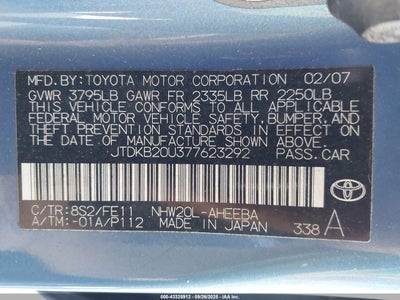 MFD.BY:TOYOTA MOTOR CORPORATION 02/07
GVWR 3795LB GAWR FR 2335LB RR 2250LB
THIS VEHICLE CONFORMS TO ALL APPLICABLE
FEDERAL MOTOR VEHICLE SAFETY, BUMPER, AND
THEFT PREVENTION STANDARDS IN EFFECT ON
THE DATE OF MANUFACTURE SHOWN ABOVE.
JTDKB20U377623292 PASS.CAR
C/TR:8S2/FE11 NHW20L-AHEEBA
A/TM:-01A/P112 MADE IN JAPAN 338 A
TOYOTA
000-43328912 - 09/26/2025 - IAA